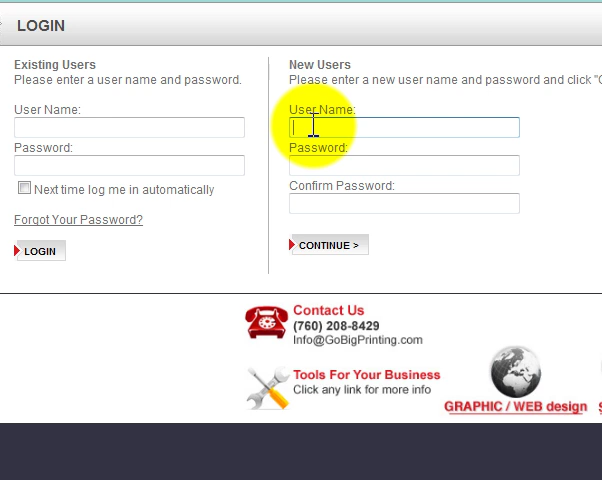 LOGIN
Existing Users
Please enter a user name and password.
User Name:
Password:
Next time log me in automatically
Forgot Your Password?
LOGIN
New Users
Please enter a new user name and password and click "C
User Name:
Password:
Confirm Password:
CONTINUE >
Contact Us
(760) 208-8429
Info@GoBigPrinting.com
Tools For Your Business
Click any link for more info
GRAPHIC / WEB design